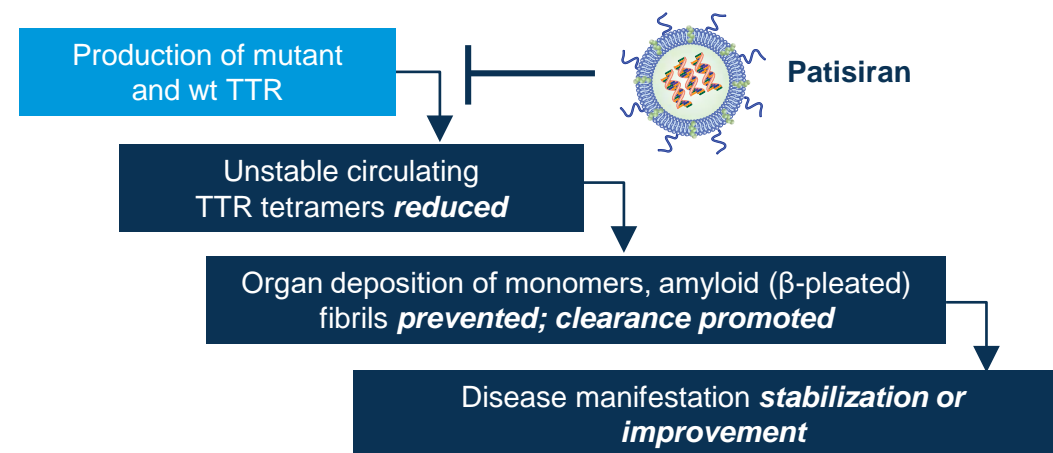 Production of mutant
and wt TTR
Patisiran
Unstable circulating
TTR tetramers reduced
Organ deposition of monomers, amyloid (β-pleated)
fibrils prevented; clearance promoted
Disease manifestation stabilization or
improvement